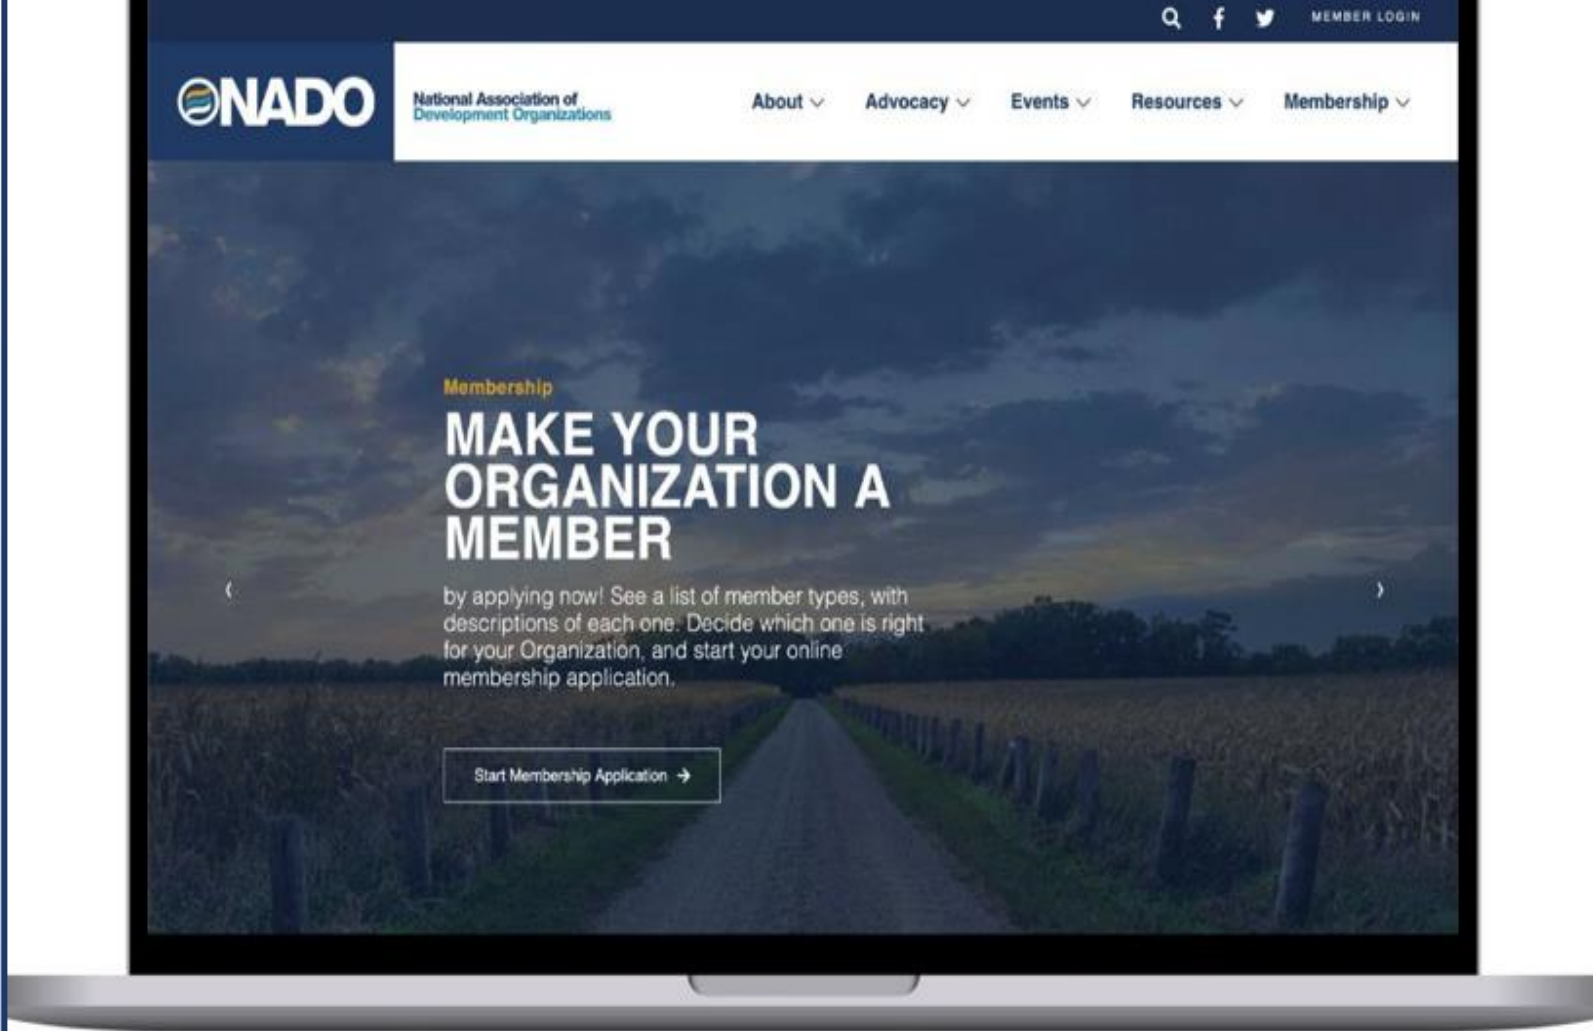 MEMBER LOGIN
NADO
National Association of
Development Organizations
About
Advocacy
Events
Resources
Membership
Membership
MAKE YOUR
ORGANIZATION A
MEMBER
by applying now! See a list of member types, with
descriptions of each one. Decide which one is right
for your Organization, and start your online
membership application.
Start Membership Application →